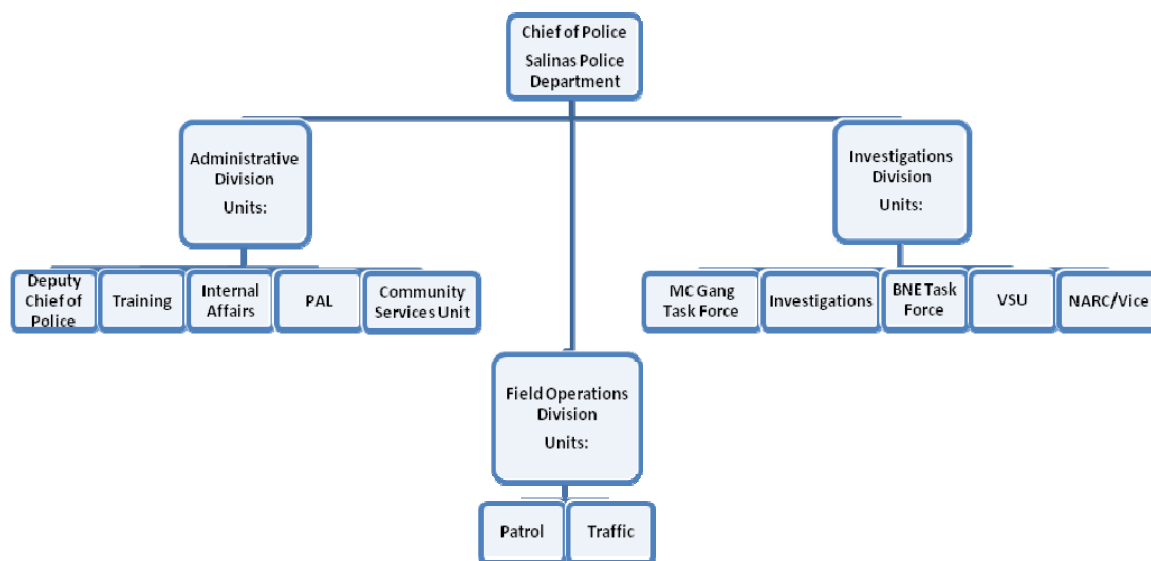 Chief of Police
Salinas Police
Department
Administrative
Division
Units:
Investigations
Division
Units:
Deputy
Chief of
Police
Training
Internal
Affairs
PAL
Community
Services Unit
MC Gang
Task Force
Investigations
BNE Task
Force
VSU
NARC/Vice
Field Operations
Division
Units:
Patrol
Traffic